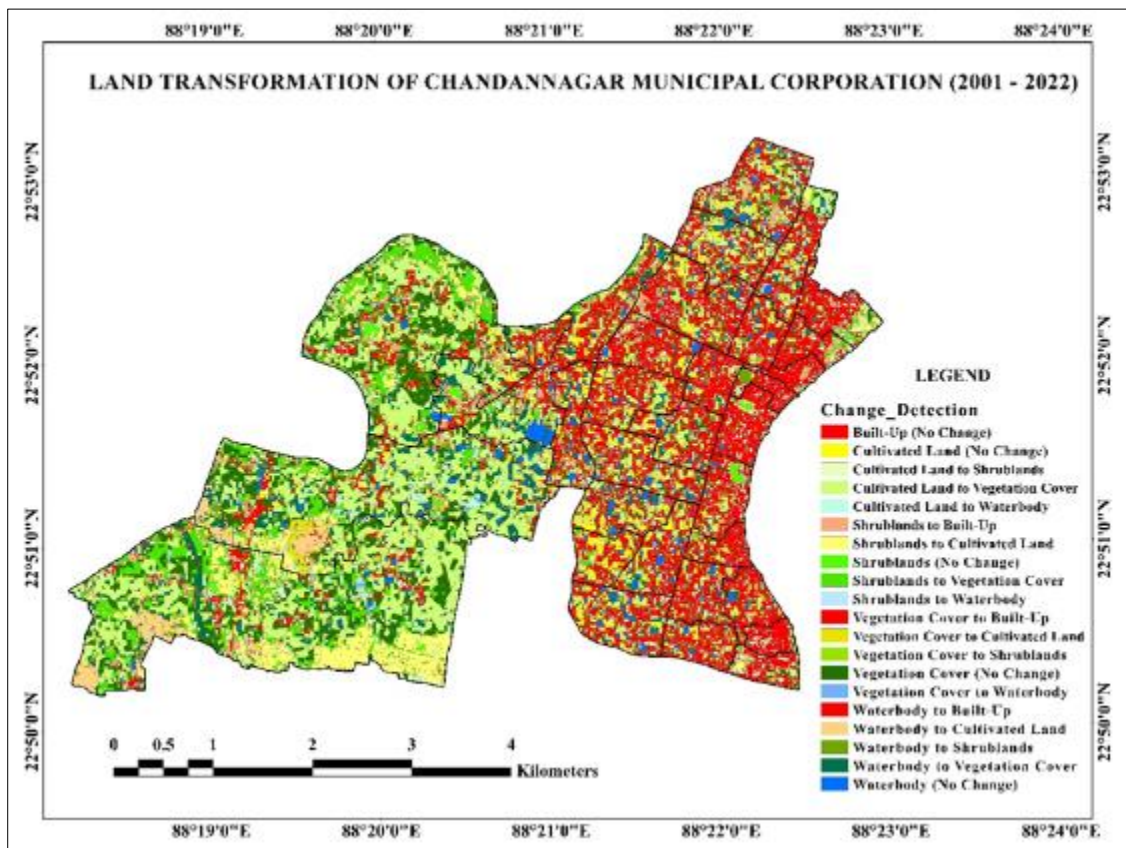 88°19'0"E 88°20'0"E 88°21'0"E 88°22'0"E 88°23'0"E 88°24'0"E
LAND TRANSFORMATION OF CHANDANNAGAR MUNICIPAL CORPORATION (2001 - 2022)
22°53'0"N 22°53'0"N
22°52'0"N 22°52'0"N
22°51'0"N 22°51'0"N
22°50'0"N 22°50'0"N
LEGEND
Change_Detection
Built-Up (No Change)
Cultivated Land (No Change)
Cultivated Land to Shrublands
Cultivated Land to Vegetation Cover
Cultivated Land to Waterbody
Shrublands to Built-Up
Shrublands to Cultivated Land
Shrublands (No Change)
Shrublands to Vegetation Cover
Shrublands to Waterbody
Vegetation Cover to Built-Up
Vegetation Cover to Cultivated Land
Vegetation Cover to Shrublands
Vegetation Cover (No Change)
Vegetation Cover to Waterbody
Waterbody to Built-Up
Waterbody to Cultivated Land
Waterbody to Shrublands
Waterbody to Vegetation Cover
Waterbody (No Change)
0 0.5 1 2 3 4
Kilometers
88°19'0"E 88°20'0"E 88°21'0"E 88°22'0"E 88°23'0"E 88°24'0"E